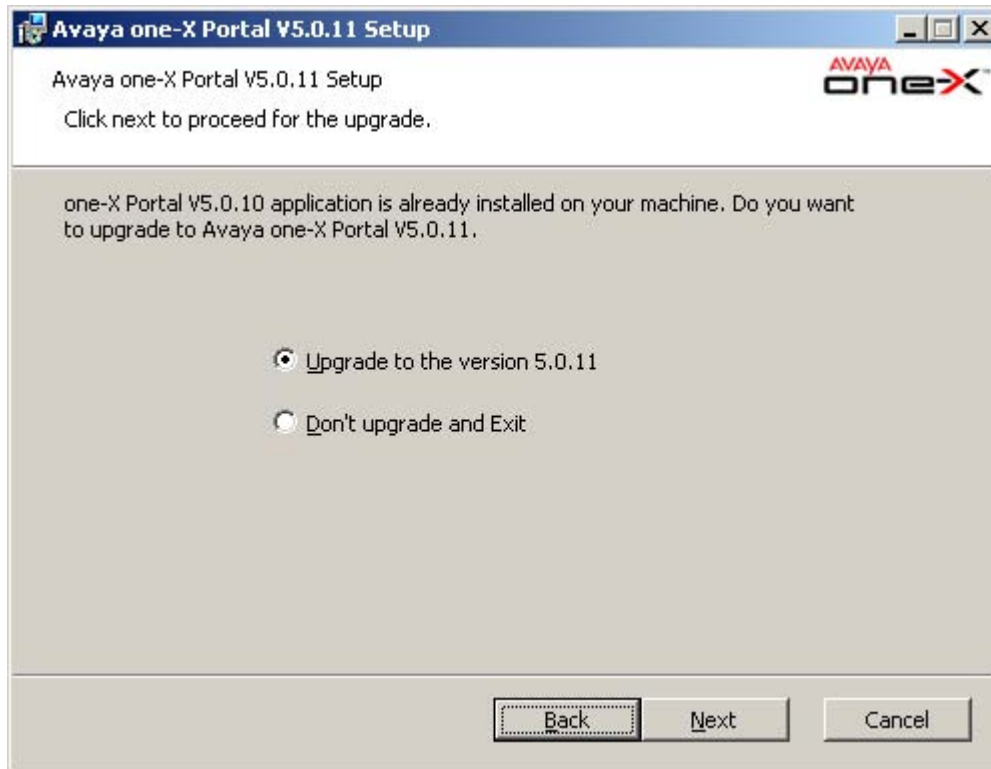 Avaya one-X Portal V5.0.11 Setup
Avaya one-X Portal V5.0.11 Setup
AVAYA
one-X
Click next to proceed for the upgrade.
one-X Portal V5.0.10 application is already installed on your machine. Do you want
to upgrade to Avaya one-X Portal V5.0.11.
Upgrade to the version 5.0.11
Don't upgrade and Exit
Back Next Cancel